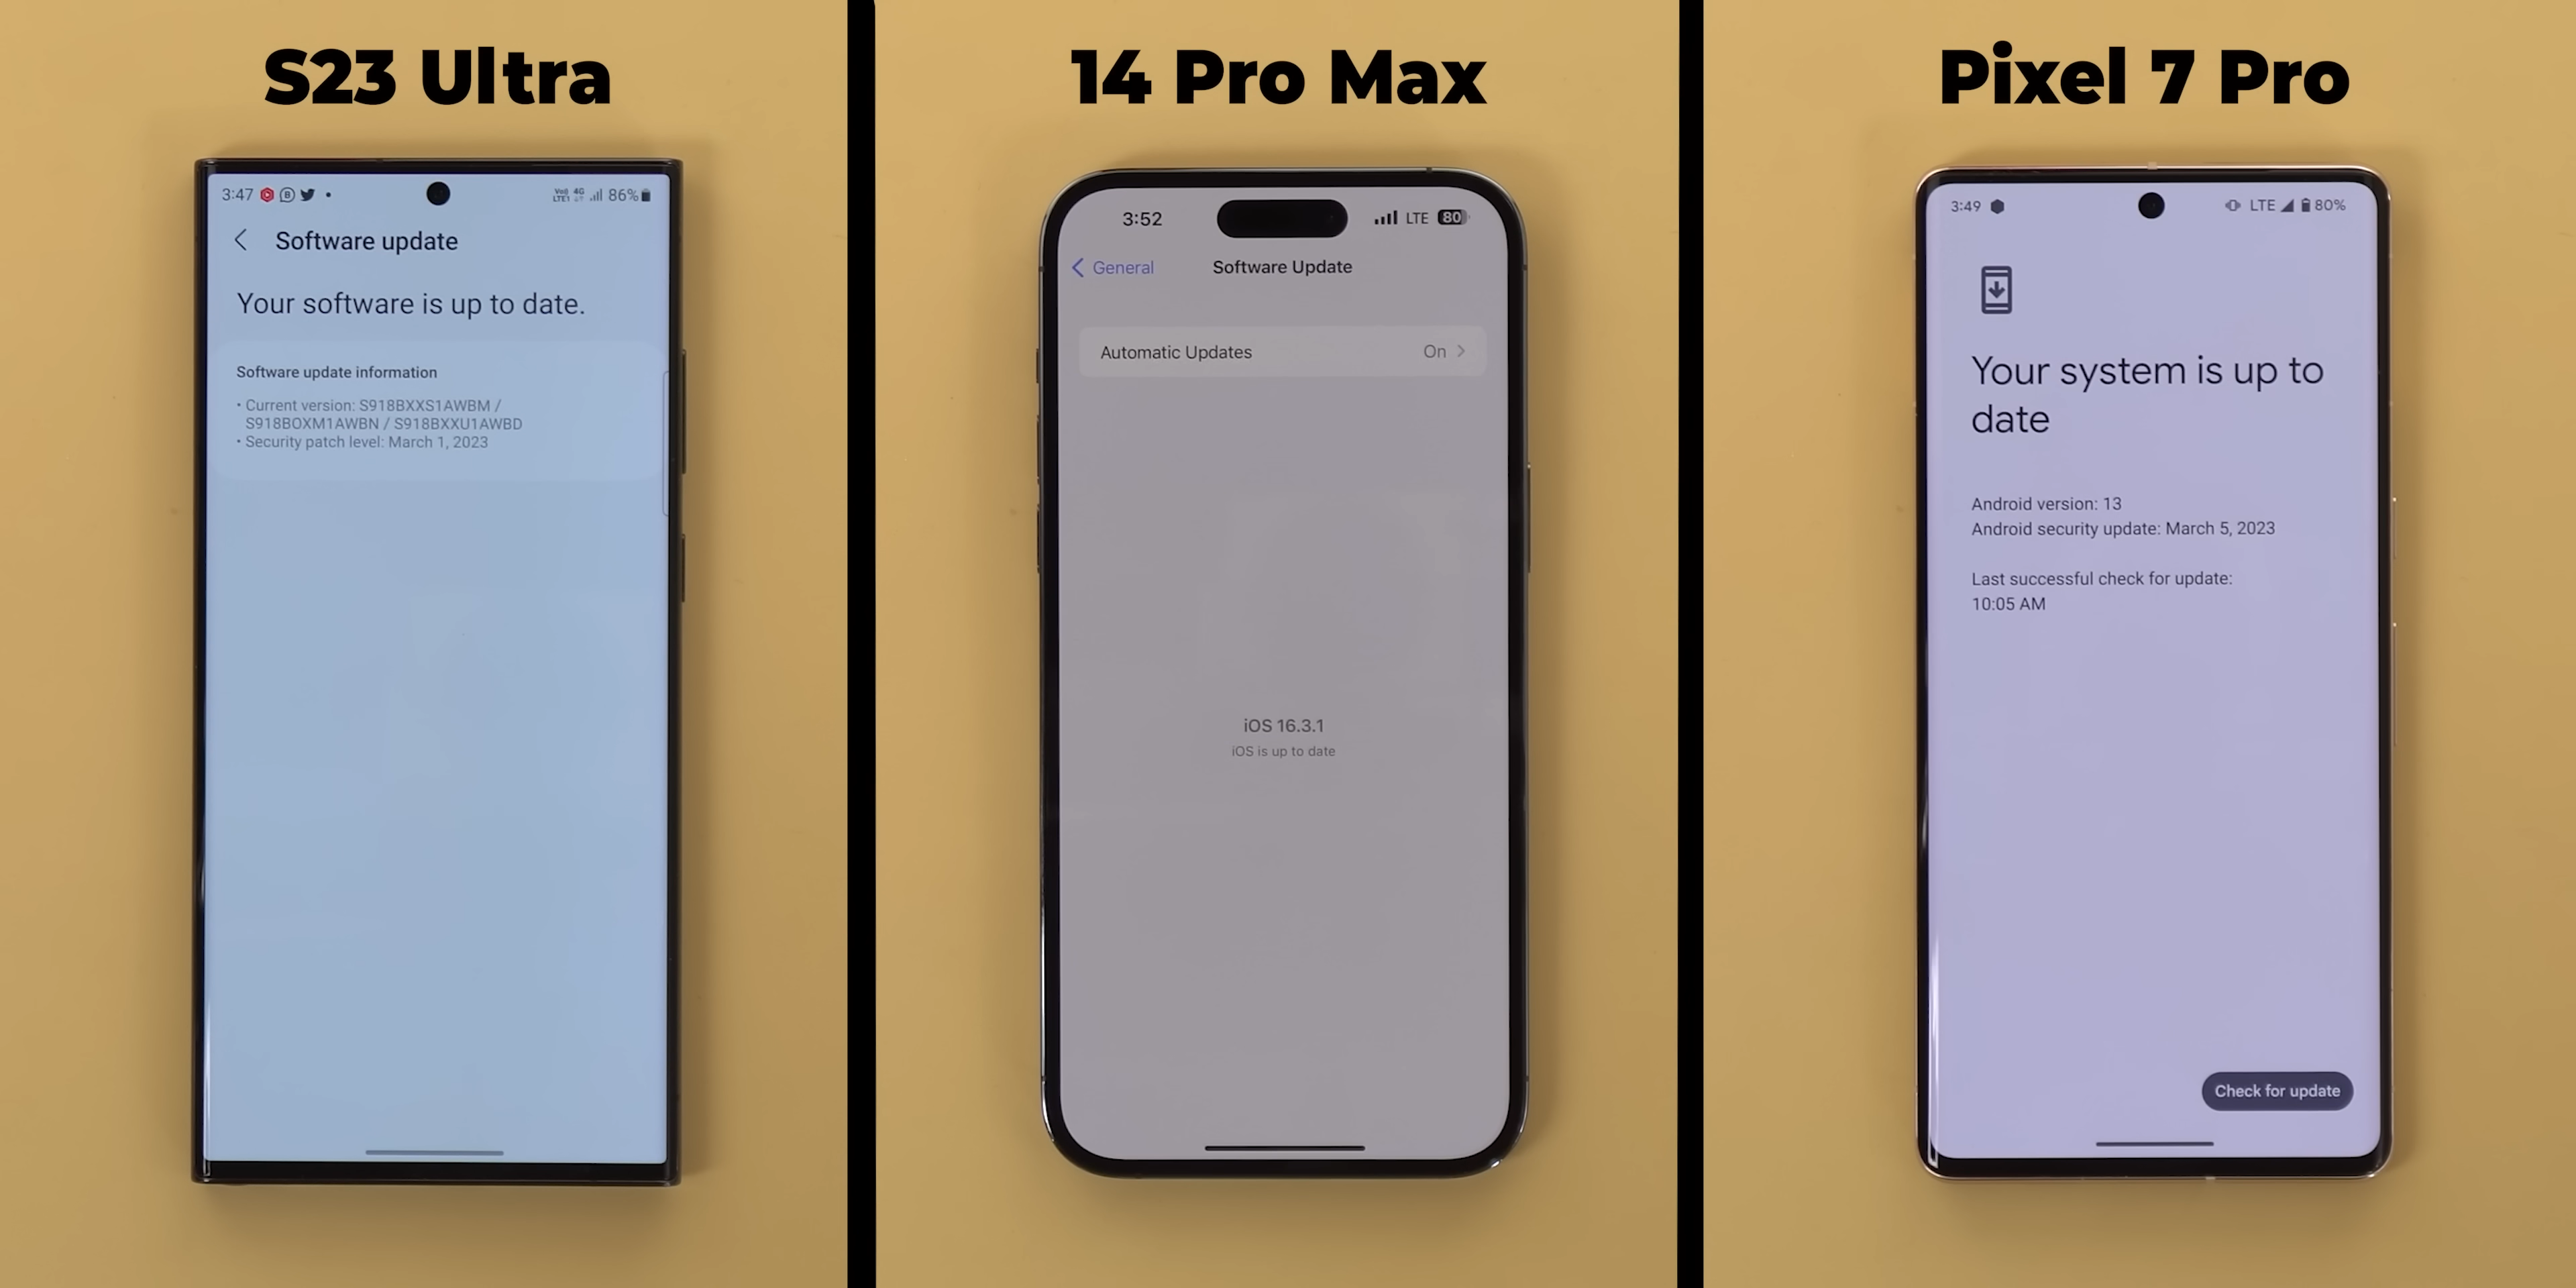 S23 Ultra
3:47
VoI) 4G
LTE1
86%
Software update
Your software is up to date.
Software update information
• Current version: S918BXXS1AWBM /
S918BOXM1AWBN / S918BXXU1AWBD
• Security patch level: March 1, 2023
14 Pro Max
3:52
LTE 80
General
Software Update
Automatic Updates On
iOS 16.3.1
iOS is up to date
Pixel 7 Pro
3:49
LTE 80%
Your system is up to
date
Android version: 13
Android security update: March 5, 2023
Last successful check for update:
10:05 AM
Check for update